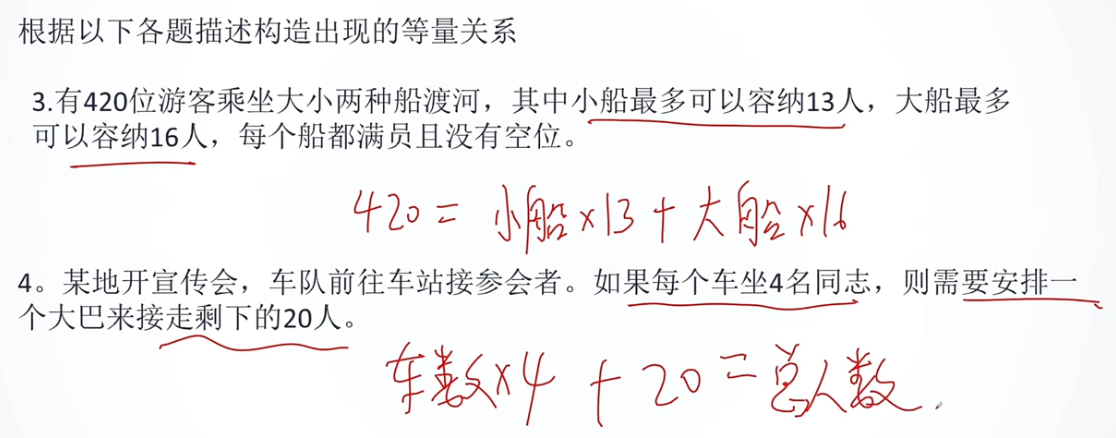 根据以下各题描述构造出现的等量关系
3.有420位游客乘坐大小两种船渡河，其中小船最多可以容纳13人，大船最多
可以容纳16人，每个船都满员且没有空位。
420=小船×13+大船×16
4。某地开宣传会，车队前往车站接参会者。如果每个车坐4名同志，则需要安排一
个大巴来接走剩下的20人。
车数×4+20=总人数.